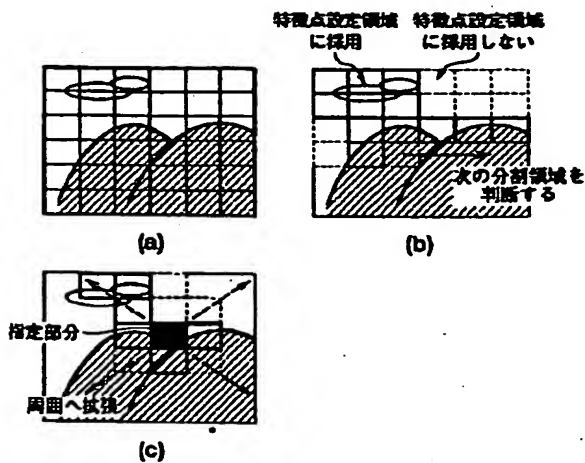 特徴点設定領域
に採用
特徴点設定領域
に採用しない
(a)
次の分割領域を
判断する
(b)
指定部分
周囲へ拡張
(c)